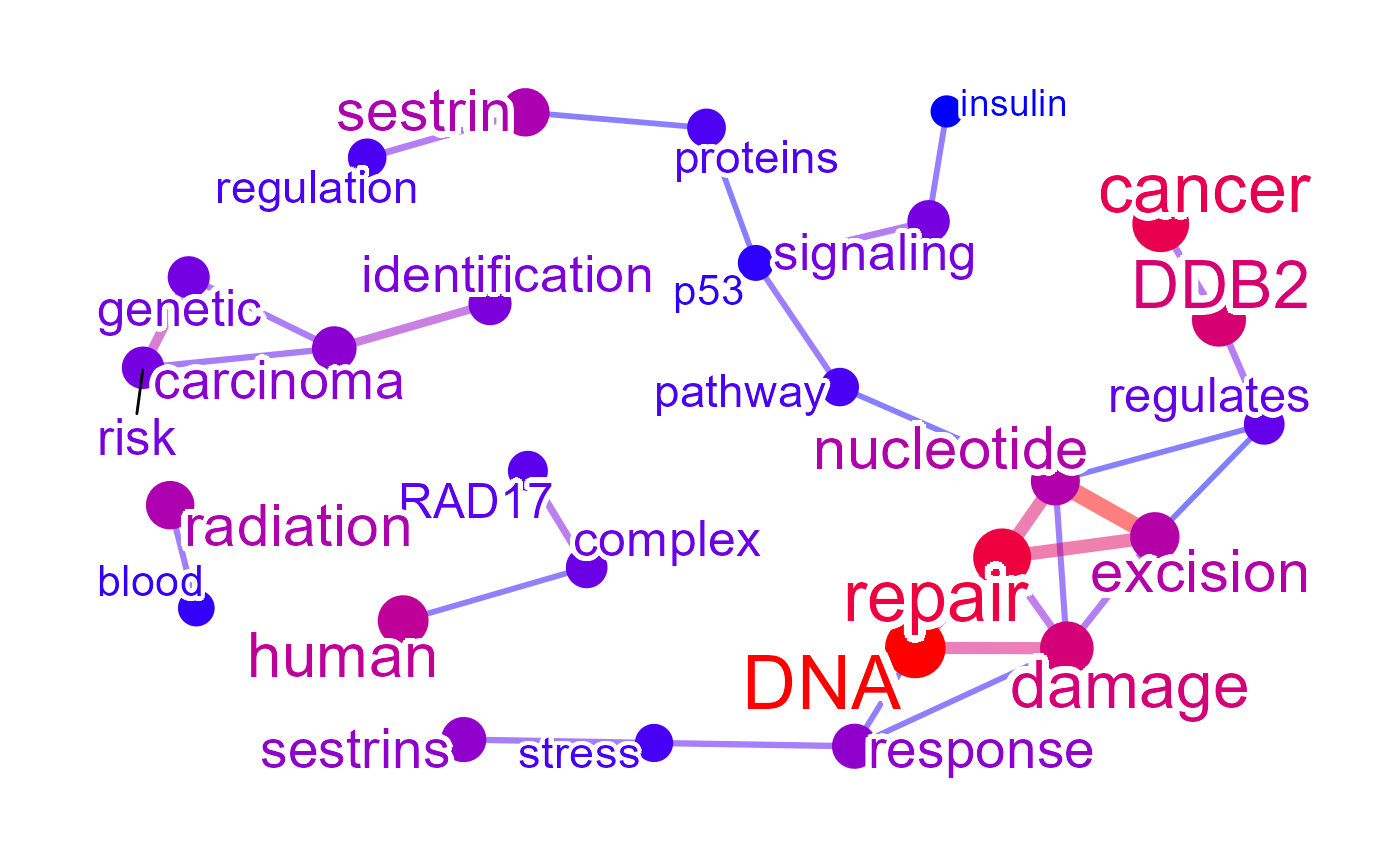 sestrin
insulin
proteins
regulation
cancer
signaling
identification
p53
DDB2
genetic
carcinoma
pathway
regulates
risk
nucleotide
RAD17
radiation
complex
blood
excision
repair
human
DNA
damage
sestrins
stress
response